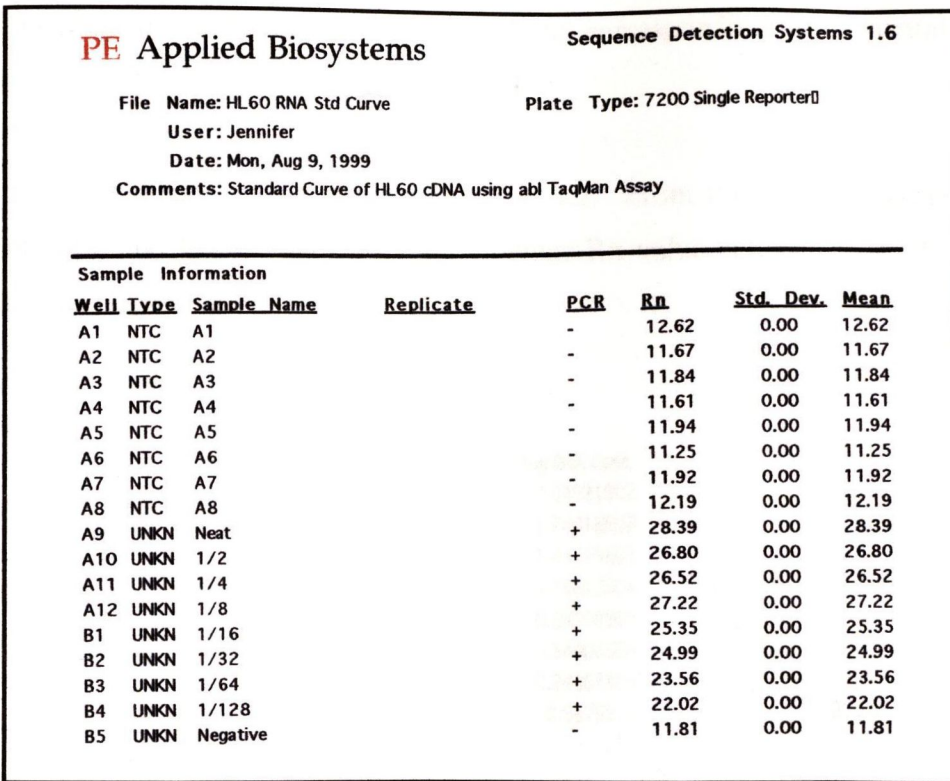 PE Applied Biosystems Sequence Detection Systems 1.6
File Name: HL60 RNA Std Curve Plate Type: 7200 Single Reporter▯
User: Jennifer
Date: Mon, Aug 9, 1999
Comments: Standard Curve of HL60 cDNA using abl TaqMan Assay
Sample Information
Well Type Sample Name Replicate PCR Rn Std. Dev. Mean
A1 NTC A1 - 12.62 0.00 12.62
A2 NTC A2 - 11.67 0.00 11.67
A3 NTC A3 - 11.84 0.00 11.84
A4 NTC A4 - 11.61 0.00 11.61
A5 NTC A5 - 11.94 0.00 11.94
A6 NTC A6 - 11.25 0.00 11.25
A7 NTC A7 - 11.92 0.00 11.92
A8 NTC A8 - 12.19 0.00 12.19
A9 UNKN Neat + 28.39 0.00 28.39
A10 UNKN 1/2 + 26.80 0.00 26.80
A11 UNKN 1/4 + 26.52 0.00 26.52
A12 UNKN 1/8 + 27.22 0.00 27.22
B1 UNKN 1/16 + 25.35 0.00 25.35
B2 UNKN 1/32 + 24.99 0.00 24.99
B3 UNKN 1/64 + 23.56 0.00 23.56
B4 UNKN 1/128 + 22.02 0.00 22.02
B5 UNKN Negative - 11.81 0.00 11.81